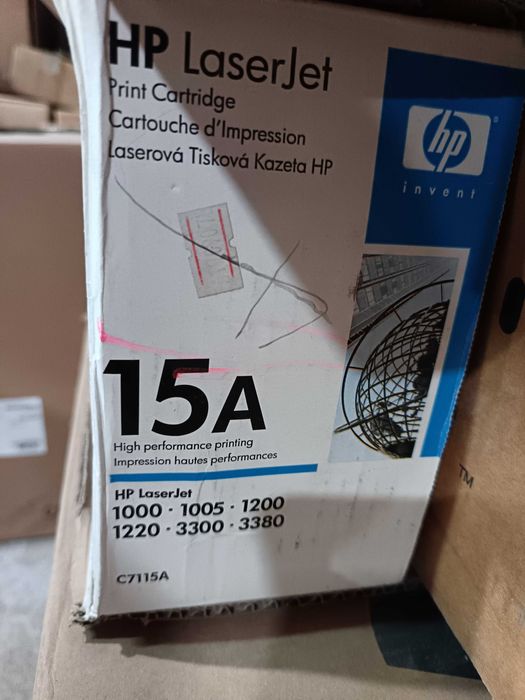 HP LaserJet
Print Cartridge
Cartouche d'Impression
Laserová Tisková Kazeta HP
hp
®
invent
15A
High performance printing
Impression hautes performances
HP LaserJet
1000 · 1005 · 1200
1220 · 3300 · 3380
C7115A
TM